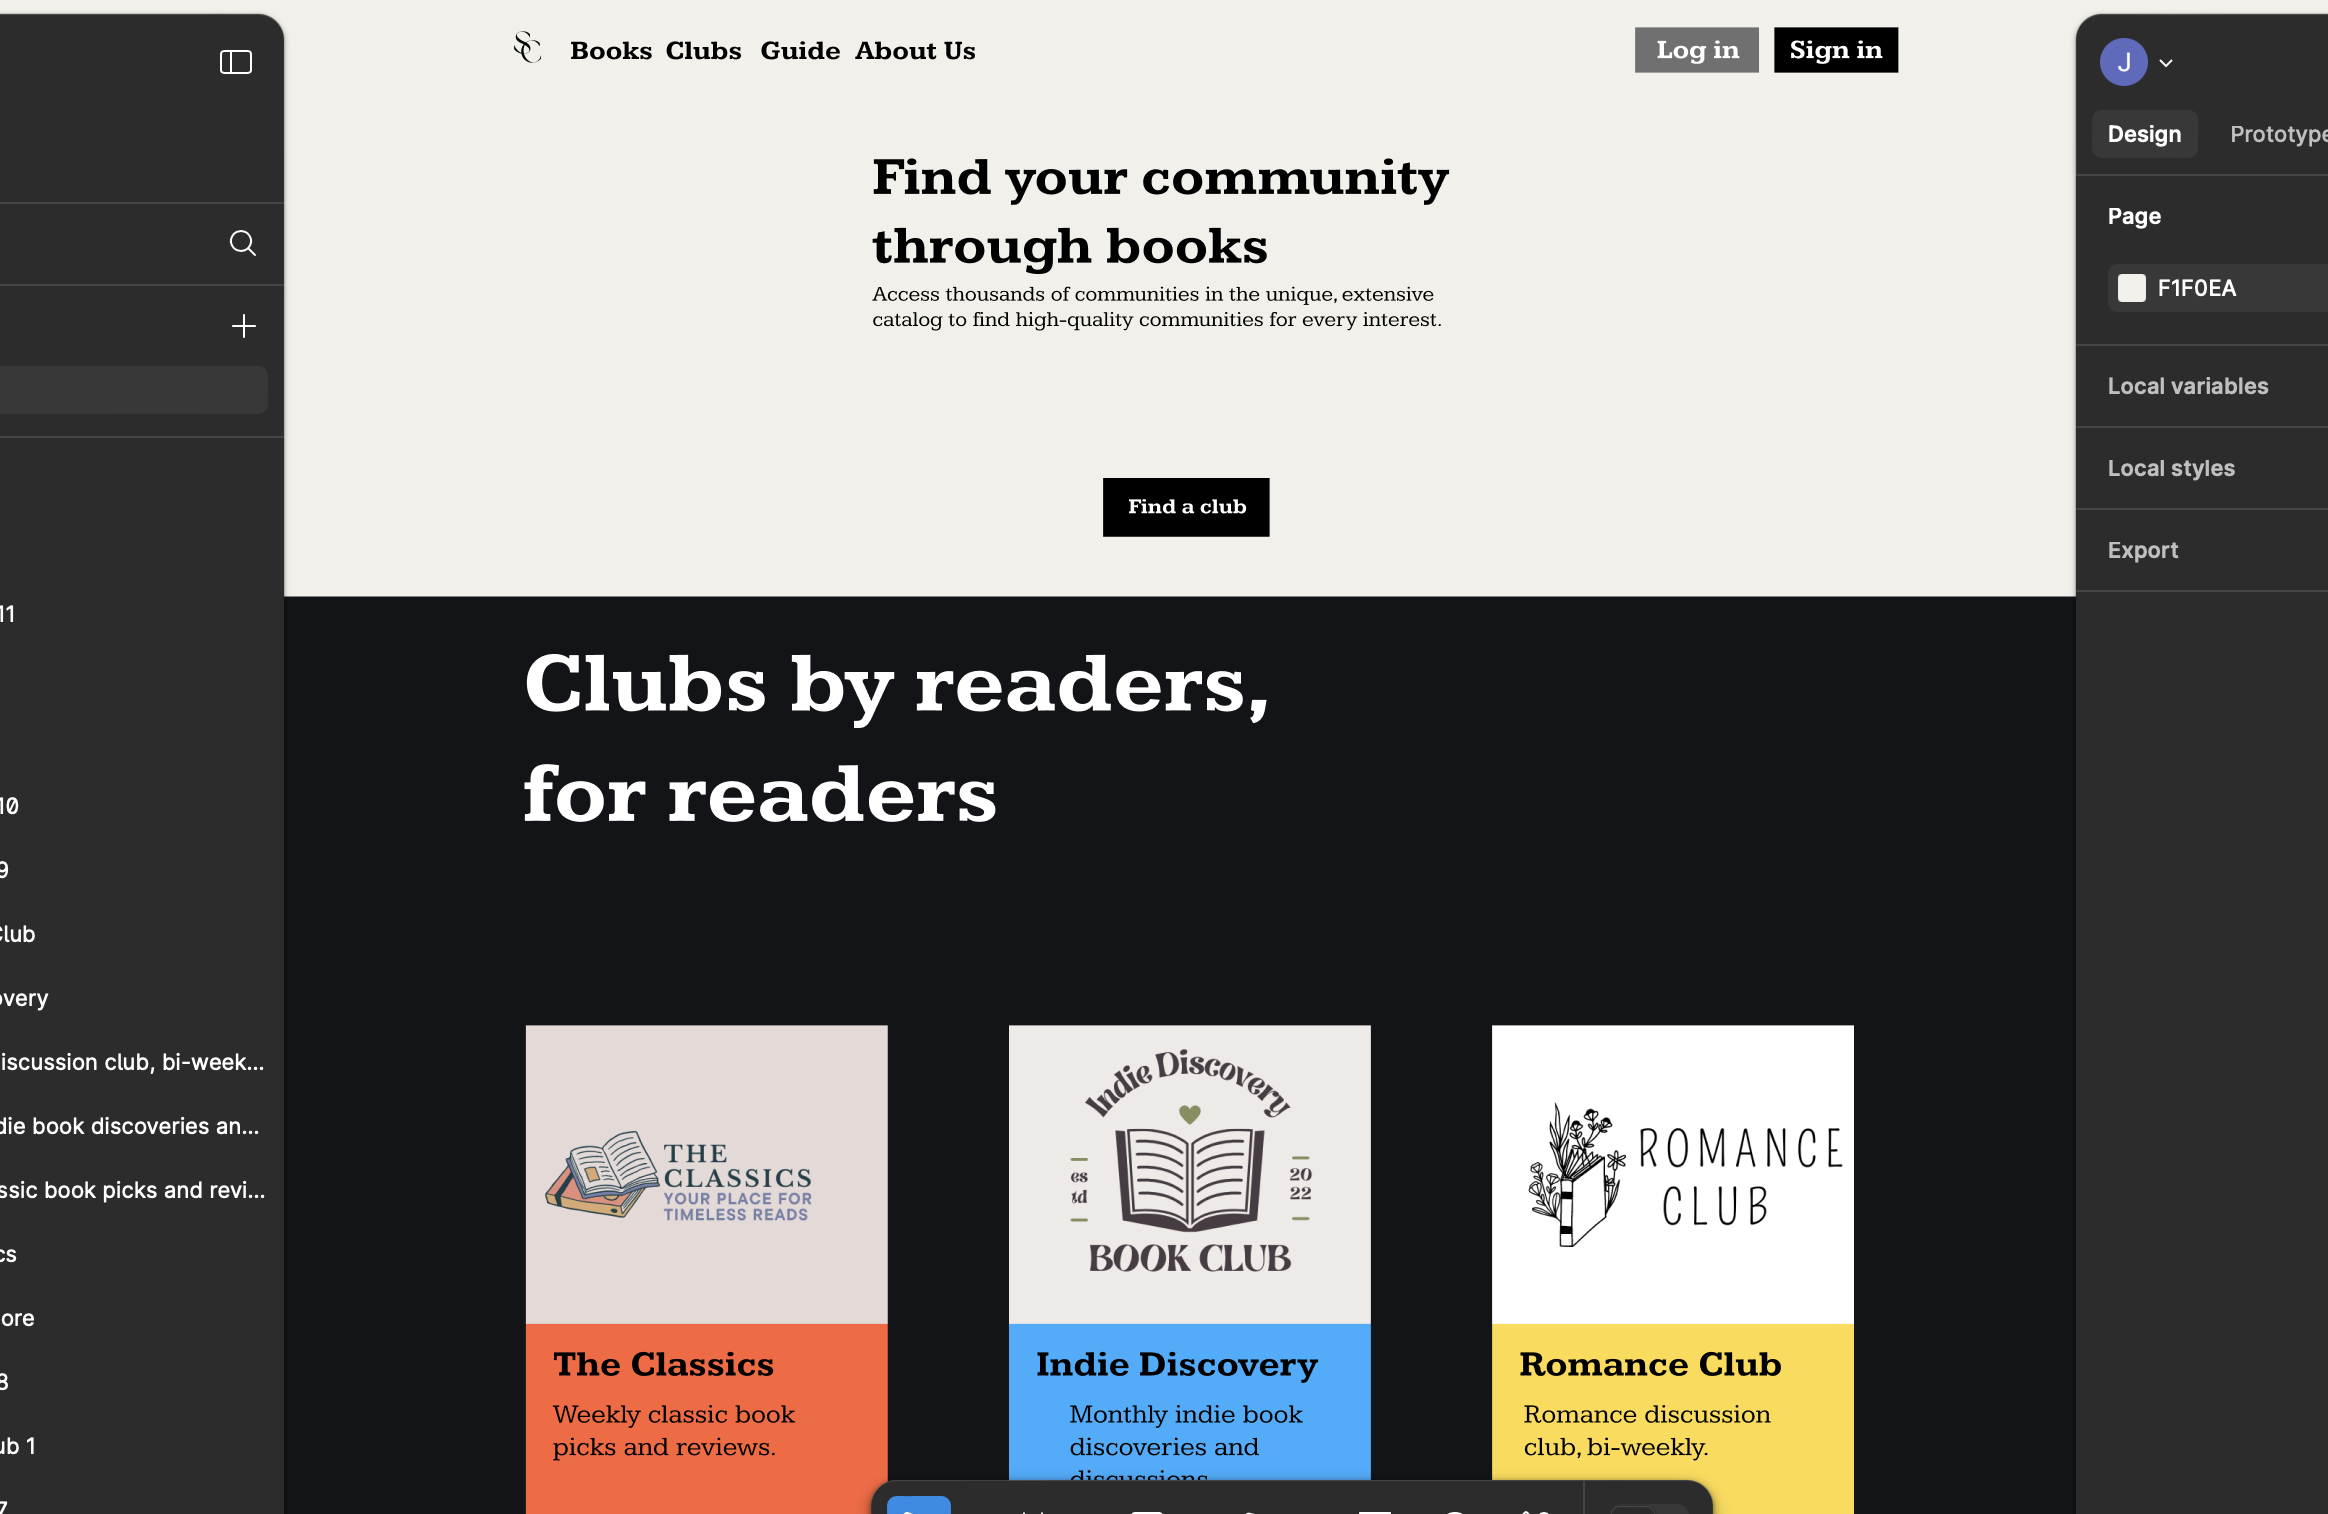 Books Clubs Guide About Us
Log in Sign in
J
Design Prototype
Page
F1F0EA
Local variables
Local styles
Export
Find your community
through books
Access thousands of communities in the unique, extensive
catalog to find high-quality communities for every interest.
Find a club
Clubs by readers,
for readers
11
10
9
Club
overy
iscussion club, bi-week...
die book discoveries an...
ssic book picks and revi...
cs
ore
8
ub 1
7
THE
CLASSICS
YOUR PLACE FOR
TIMELESS READS
The Classics
Weekly classic book
picks and reviews.
Indie Discovery
es
td
20
22
BOOK CLUB
Indie Discovery
Monthly indie book
discoveries and
discussions
ROMANCE
CLUB
Romance Club
Romance discussion
club, bi-weekly.